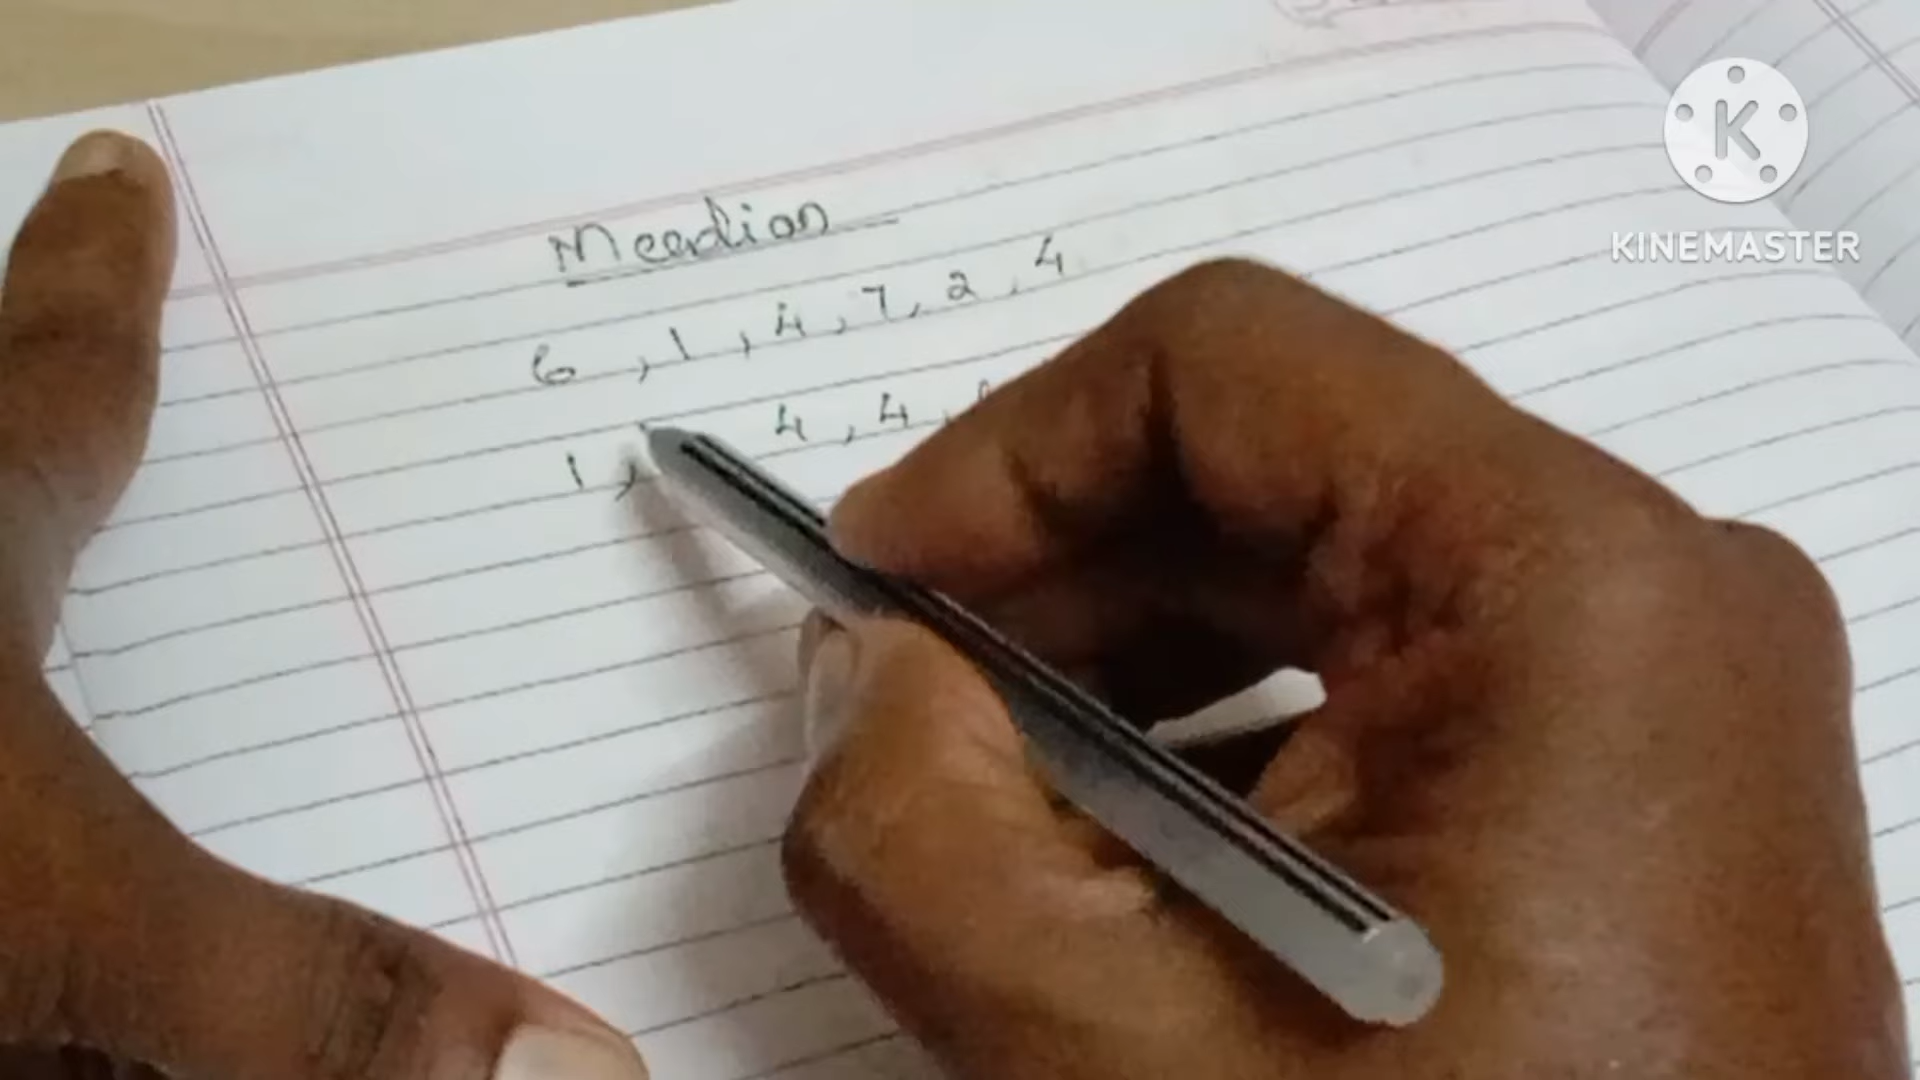 Meedian
6, 1, 4, 7, 2, 4
1, 4, 4,
K
KINEMASTER